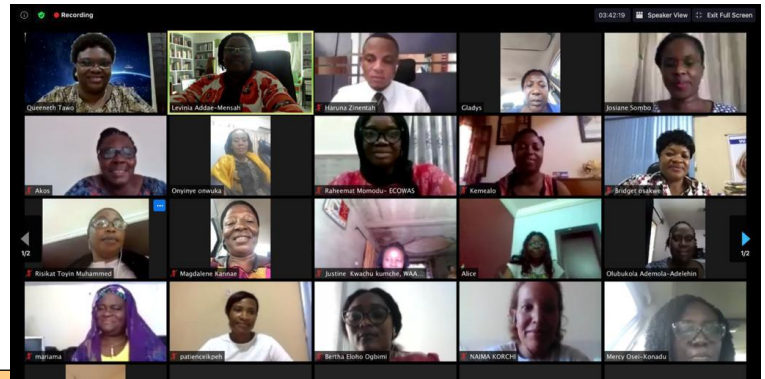 Recording
03:42:19 Speaker View Exit Full Screen
Queeneth Tawo
Levinia Addae-Mensah
Haruna Zinentah
Gladys
Josiane Sombo
Akos
Onyinye onwuka
Raheemat Momodu- ECOWAS
Kemealo
Bridget osakwe
1/2
Risikat Toyin Muhammed
Magdalene Kannae
Justine Kwachu kumche, WAA...
Alice
Olubukola Ademola-Adelehin
1/2
mariama
patienceikpeh
Bertha Eloho Ogbimi
NAIMA KORCHI
Mercy Osei-Konadu